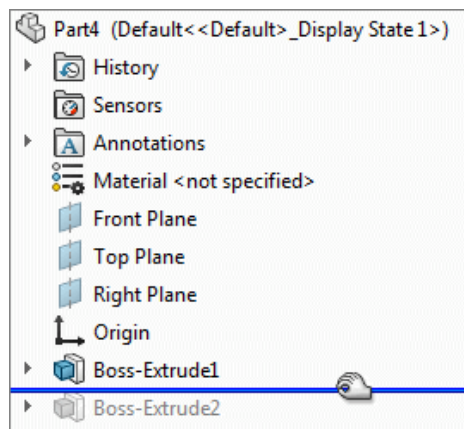 Part4 (Default<<Default>_Display State 1>)
History
Sensors
Annotations
Material <not specified>
Front Plane
Top Plane
Right Plane
Origin
Boss-Extrude1
Boss-Extrude2